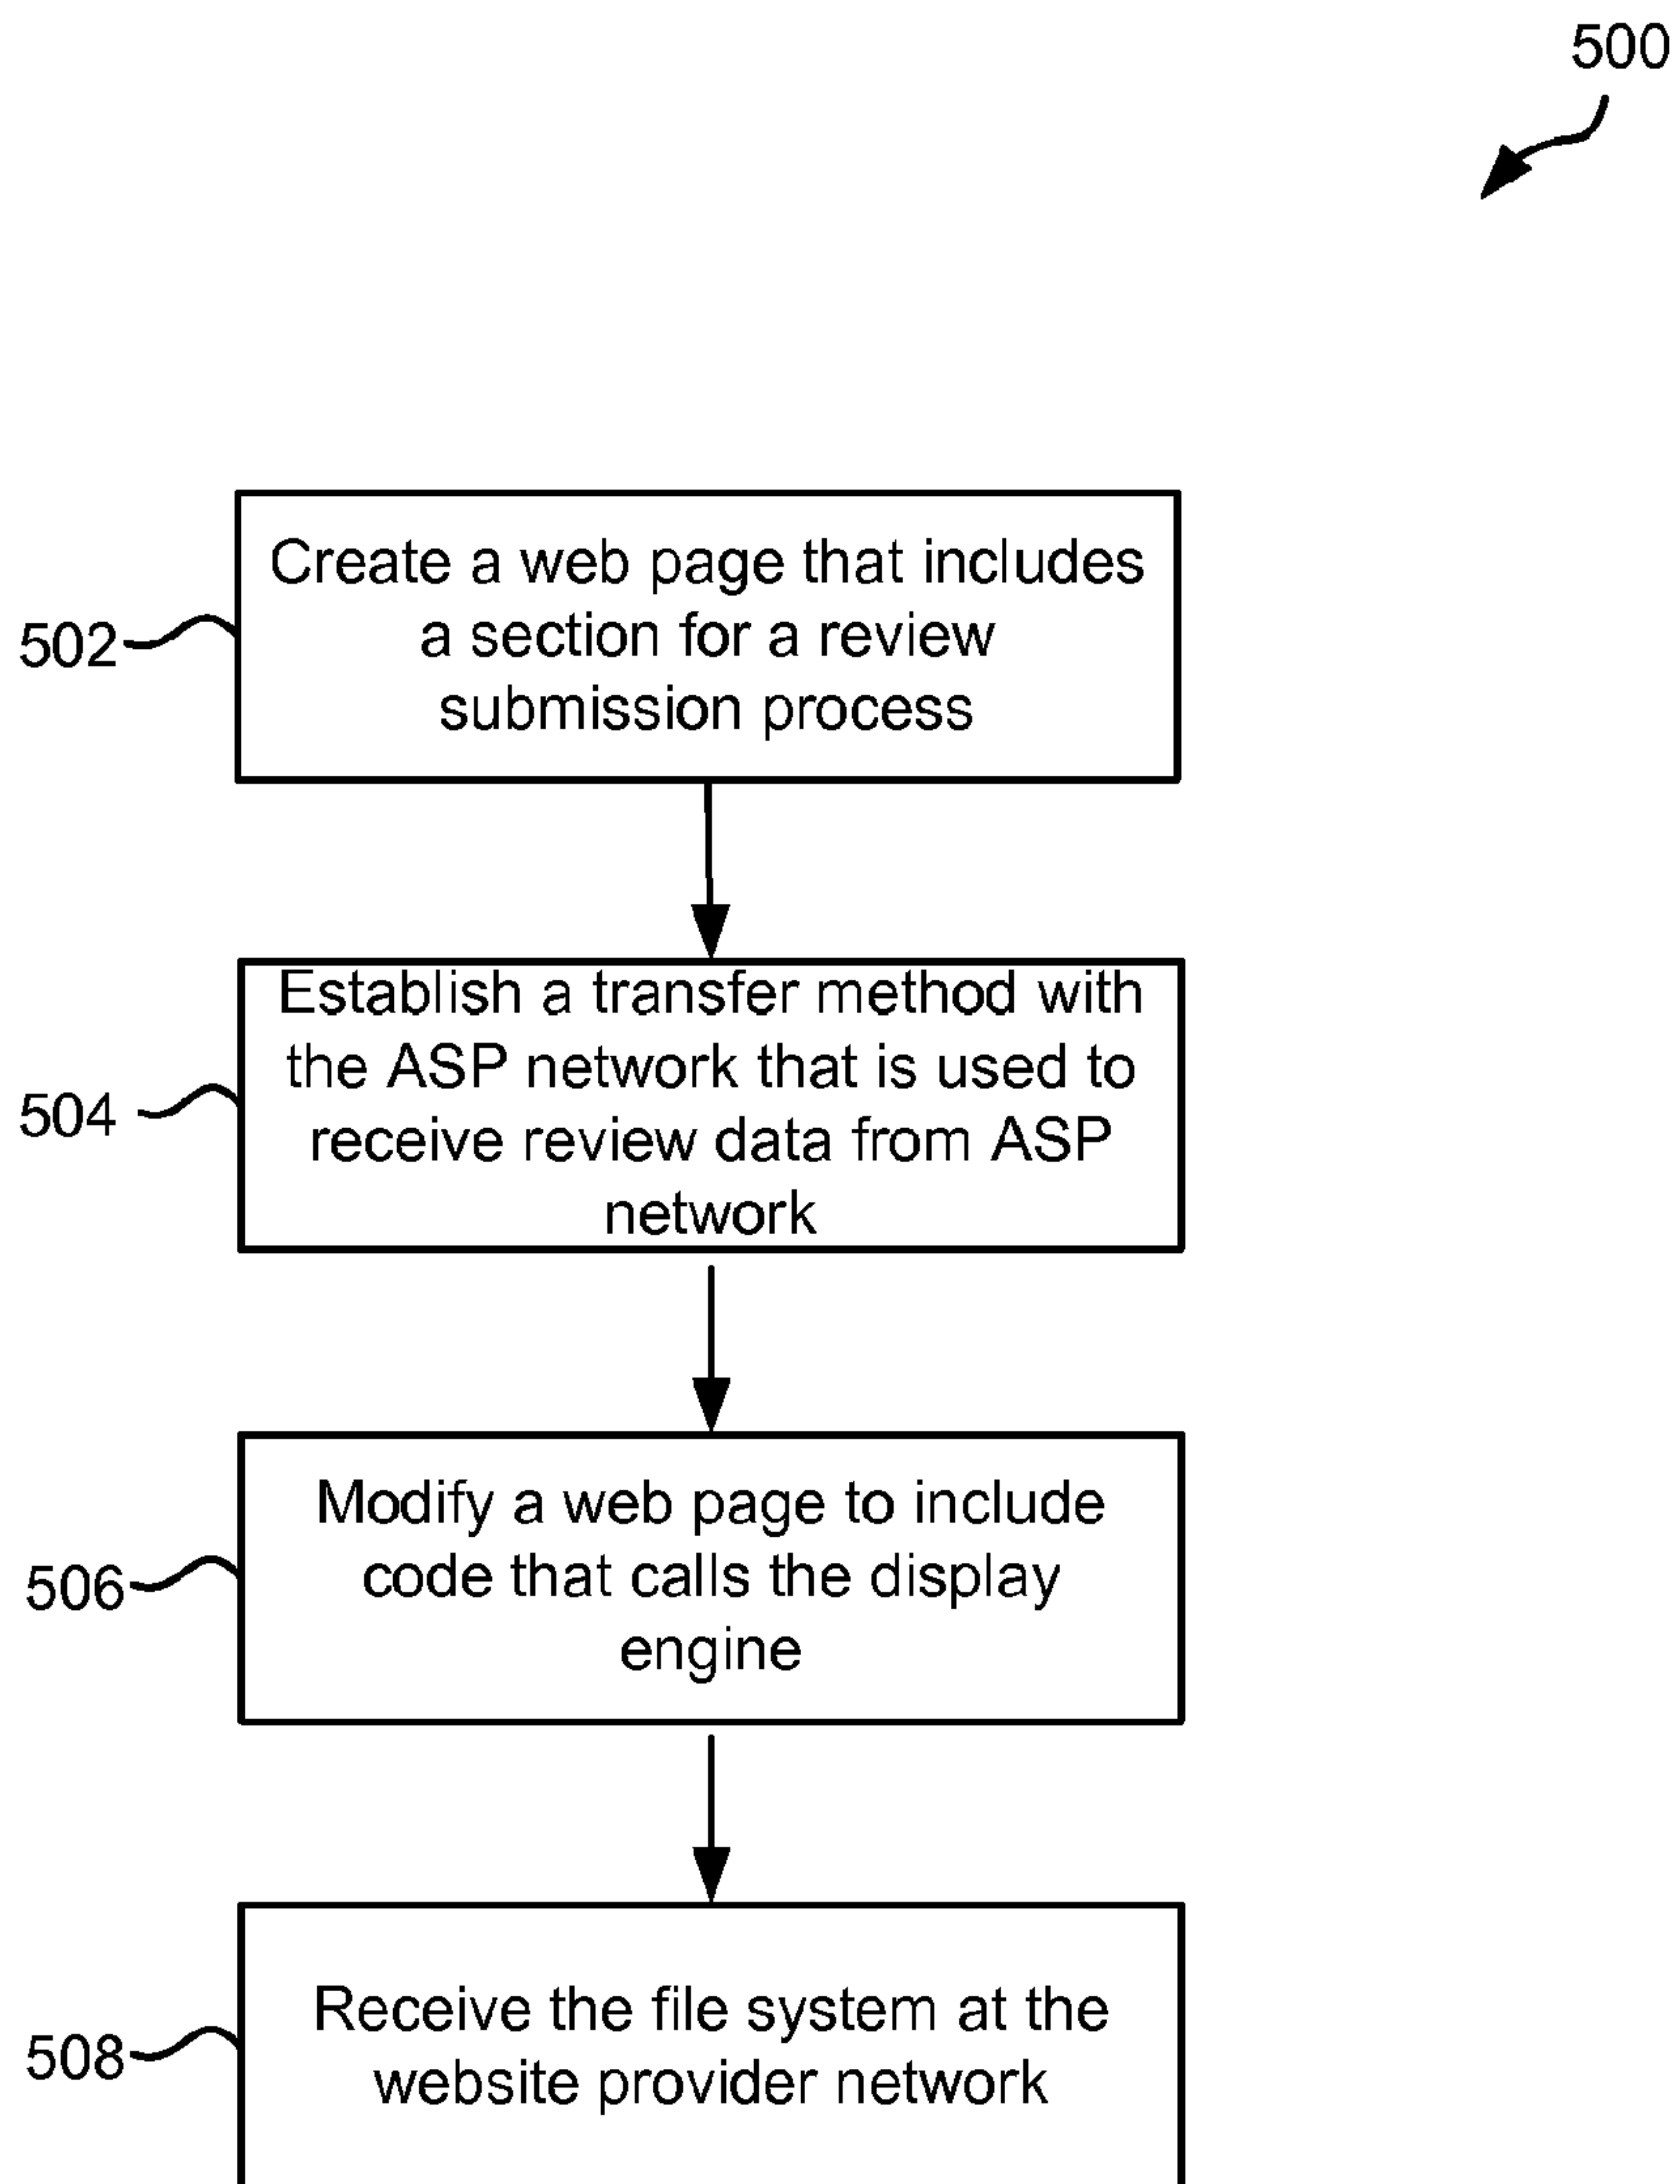 500
Create a web page that includes
a section for a review
submission process
502
Establish a transfer method with
the ASP network that is used to
receive review data from ASP
network
504
Modify a web page to include
code that calls the display
engine
506
Receive the file system at the
website provider network
508